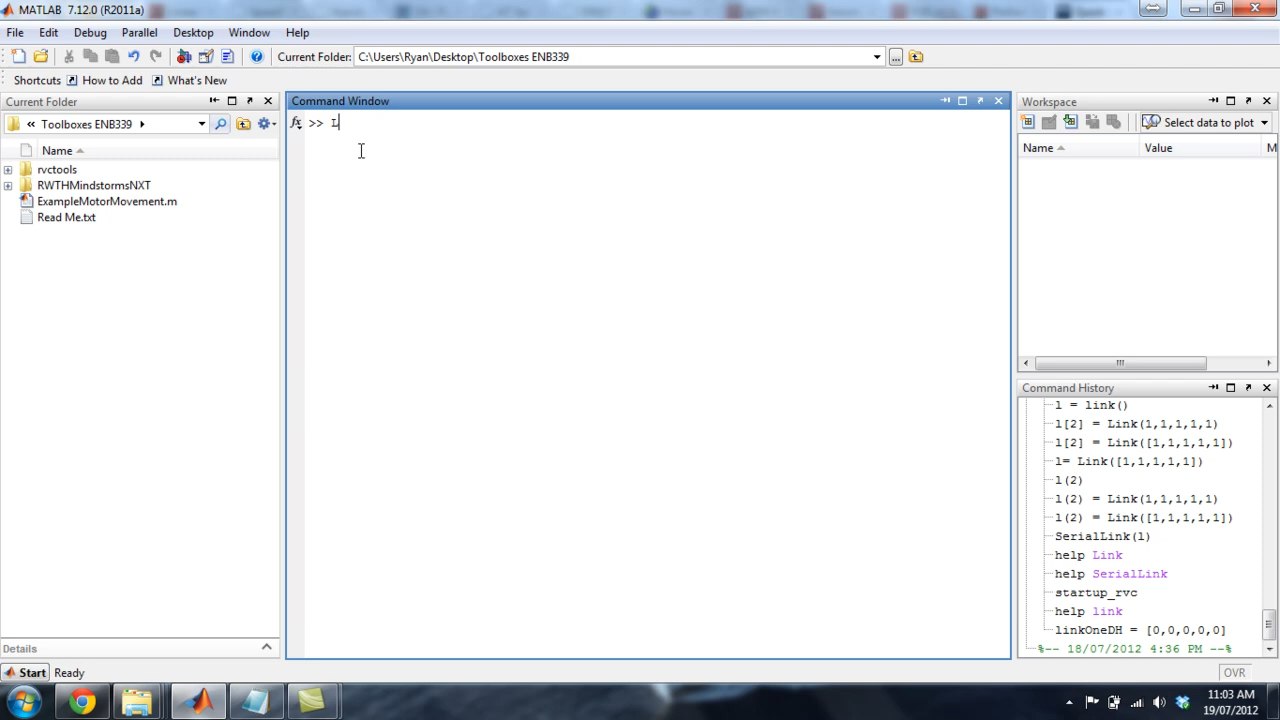 MATLAB 7.12.0 (R2011a)
File Edit Debug Parallel Desktop Window Help
Current Folder: C:\Users\Ryan\Desktop\Toolboxes ENB339 ...
Shortcuts How to Add What's New
Current Folder
« Toolboxes ENB339
Name
rvctools
RWTHMindstormsNXT
ExampleMotorMovement.m
Read Me.txt
Details
Command Window
fx >> L
Workspace
Select data to plot
Name Value M
Command History
l = link()
l[2] = Link(1,1,1,1,1)
l[2] = Link([1,1,1,1,1])
l= Link([1,1,1,1,1])
l(2)
l(2) = Link(1,1,1,1,1)
l(2) = Link([1,1,1,1,1])
SerialLink(l)
help Link
help SerialLink
startup_rvc
help link
linkOneDH = [0,0,0,0,0]
%-- 18/07/2012 4:36 PM --%
Start Ready
OVR
11:03 AM
19/07/2012